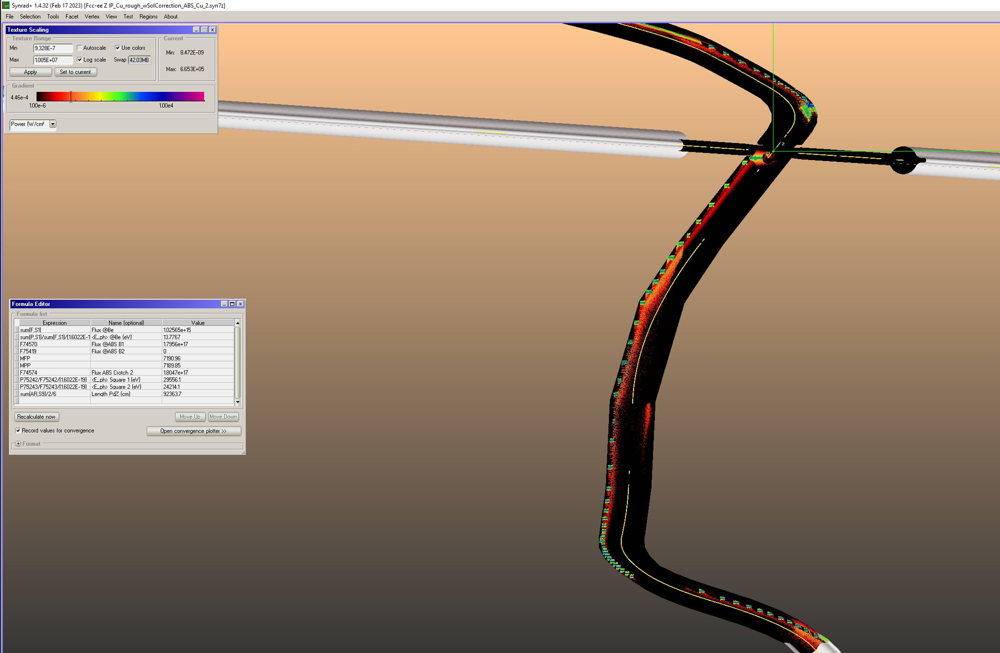 Synrad+ 1.4.32 (Feb 17 2023) [Fcc-ee Z IP_Cu_rough_wSolCorrection_ABS_Cu_2.syn7z]
File Selection Tools Facet Vertex View Test Regions About
Texture Scaling
Texture Range
Current
Min 9.328E-7 Autoscale Use colors
Min: 8.472E-09
Max 1.005E+07 Log scale Swap 42.03MB
Max: 6.653E+05
Apply Set to current
Gradient
4.46e-4
1.00e-6 1.00e4
Power (W/cm²
z
Formula Editor
Formula list
Expression Name (optional) Value
sum(F,S1) Flux @Be 1.02565e+15
sum(P,S1)/sum(F,S1)/(1.6022E-1 <E_ph> @Be (eV) 13.7767
F74570 Flux @ABS B1 1.7956e+17
F75419 Flux @ABS B2 0
MFP 7190.96
MPP 7189.85
F74574 Flux ABS Crotch 2 1.8047e+17
P75242/F75242/(1.6022E-19) <E_ph> Square 1 (eV) 29556.1
P75243/F75243/(1.6022E-19) <E_ph> Square 2 (eV) 24214.1
sum(AR,S9)/2/6 Length PdZ (cm) 92363.7
Recalculate now Move Up Move Down
Record values for convergence Open convergence plotter >>
Format